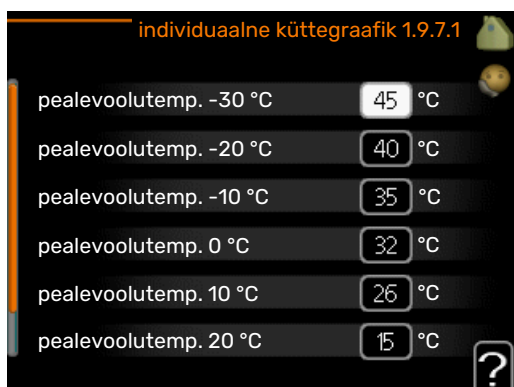 individuaalne küttegraafik 1.9.7.1
pealevoolutemp. -30 °C 45 °C
pealevoolutemp. -20 °C 40 °C
pealevoolutemp. -10 °C 35 °C
pealevoolutemp. 0 °C 32 °C
pealevoolutemp. 10 °C 26 °C
pealevoolutemp. 20 °C 15 °C
?